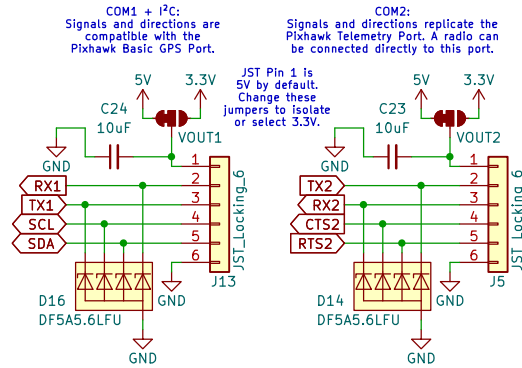 COM1 + I²C:
Signals and directions are
compatible with the
Pixhawk Basic GPS Port.
COM2:
Signals and directions replicate the
Pixhawk Telemetry Port. A radio can
be connected directly to this port.
JST Pin 1 is
5V by default.
Change these
jumpers to isolate
or select 3.3V.
5V
3.3V
C24
10uF
VOUT1
GND
1
RX1
2
TX1
3
SCL
4
SDA
5
6
JST_Locking_6
J13
D16
DF5A5.6LFU
GND
GND
5V
3.3V
C23
10uF
VOUT2
GND
1
TX2
2
RX2
3
CTS2
4
RTS2
5
6
JST_Locking_6
J5
D14
DF5A5.6LFU
GND
GND